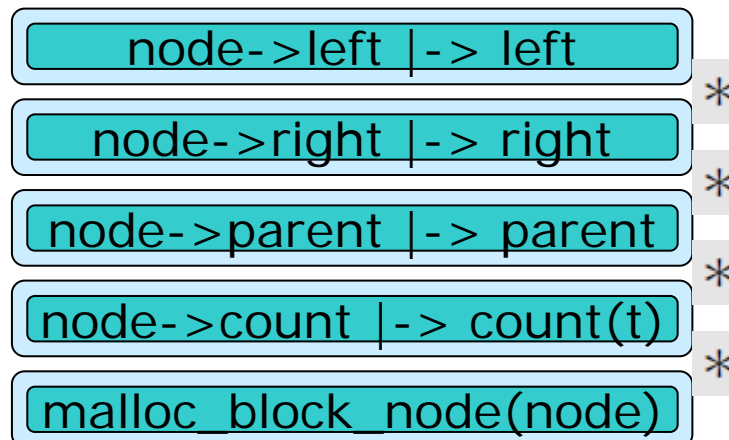 node->left |-> left
*
node->right |-> right
*
node->parent |-> parent
*
node->count |-> count(t)
*
malloc_block_node(node)